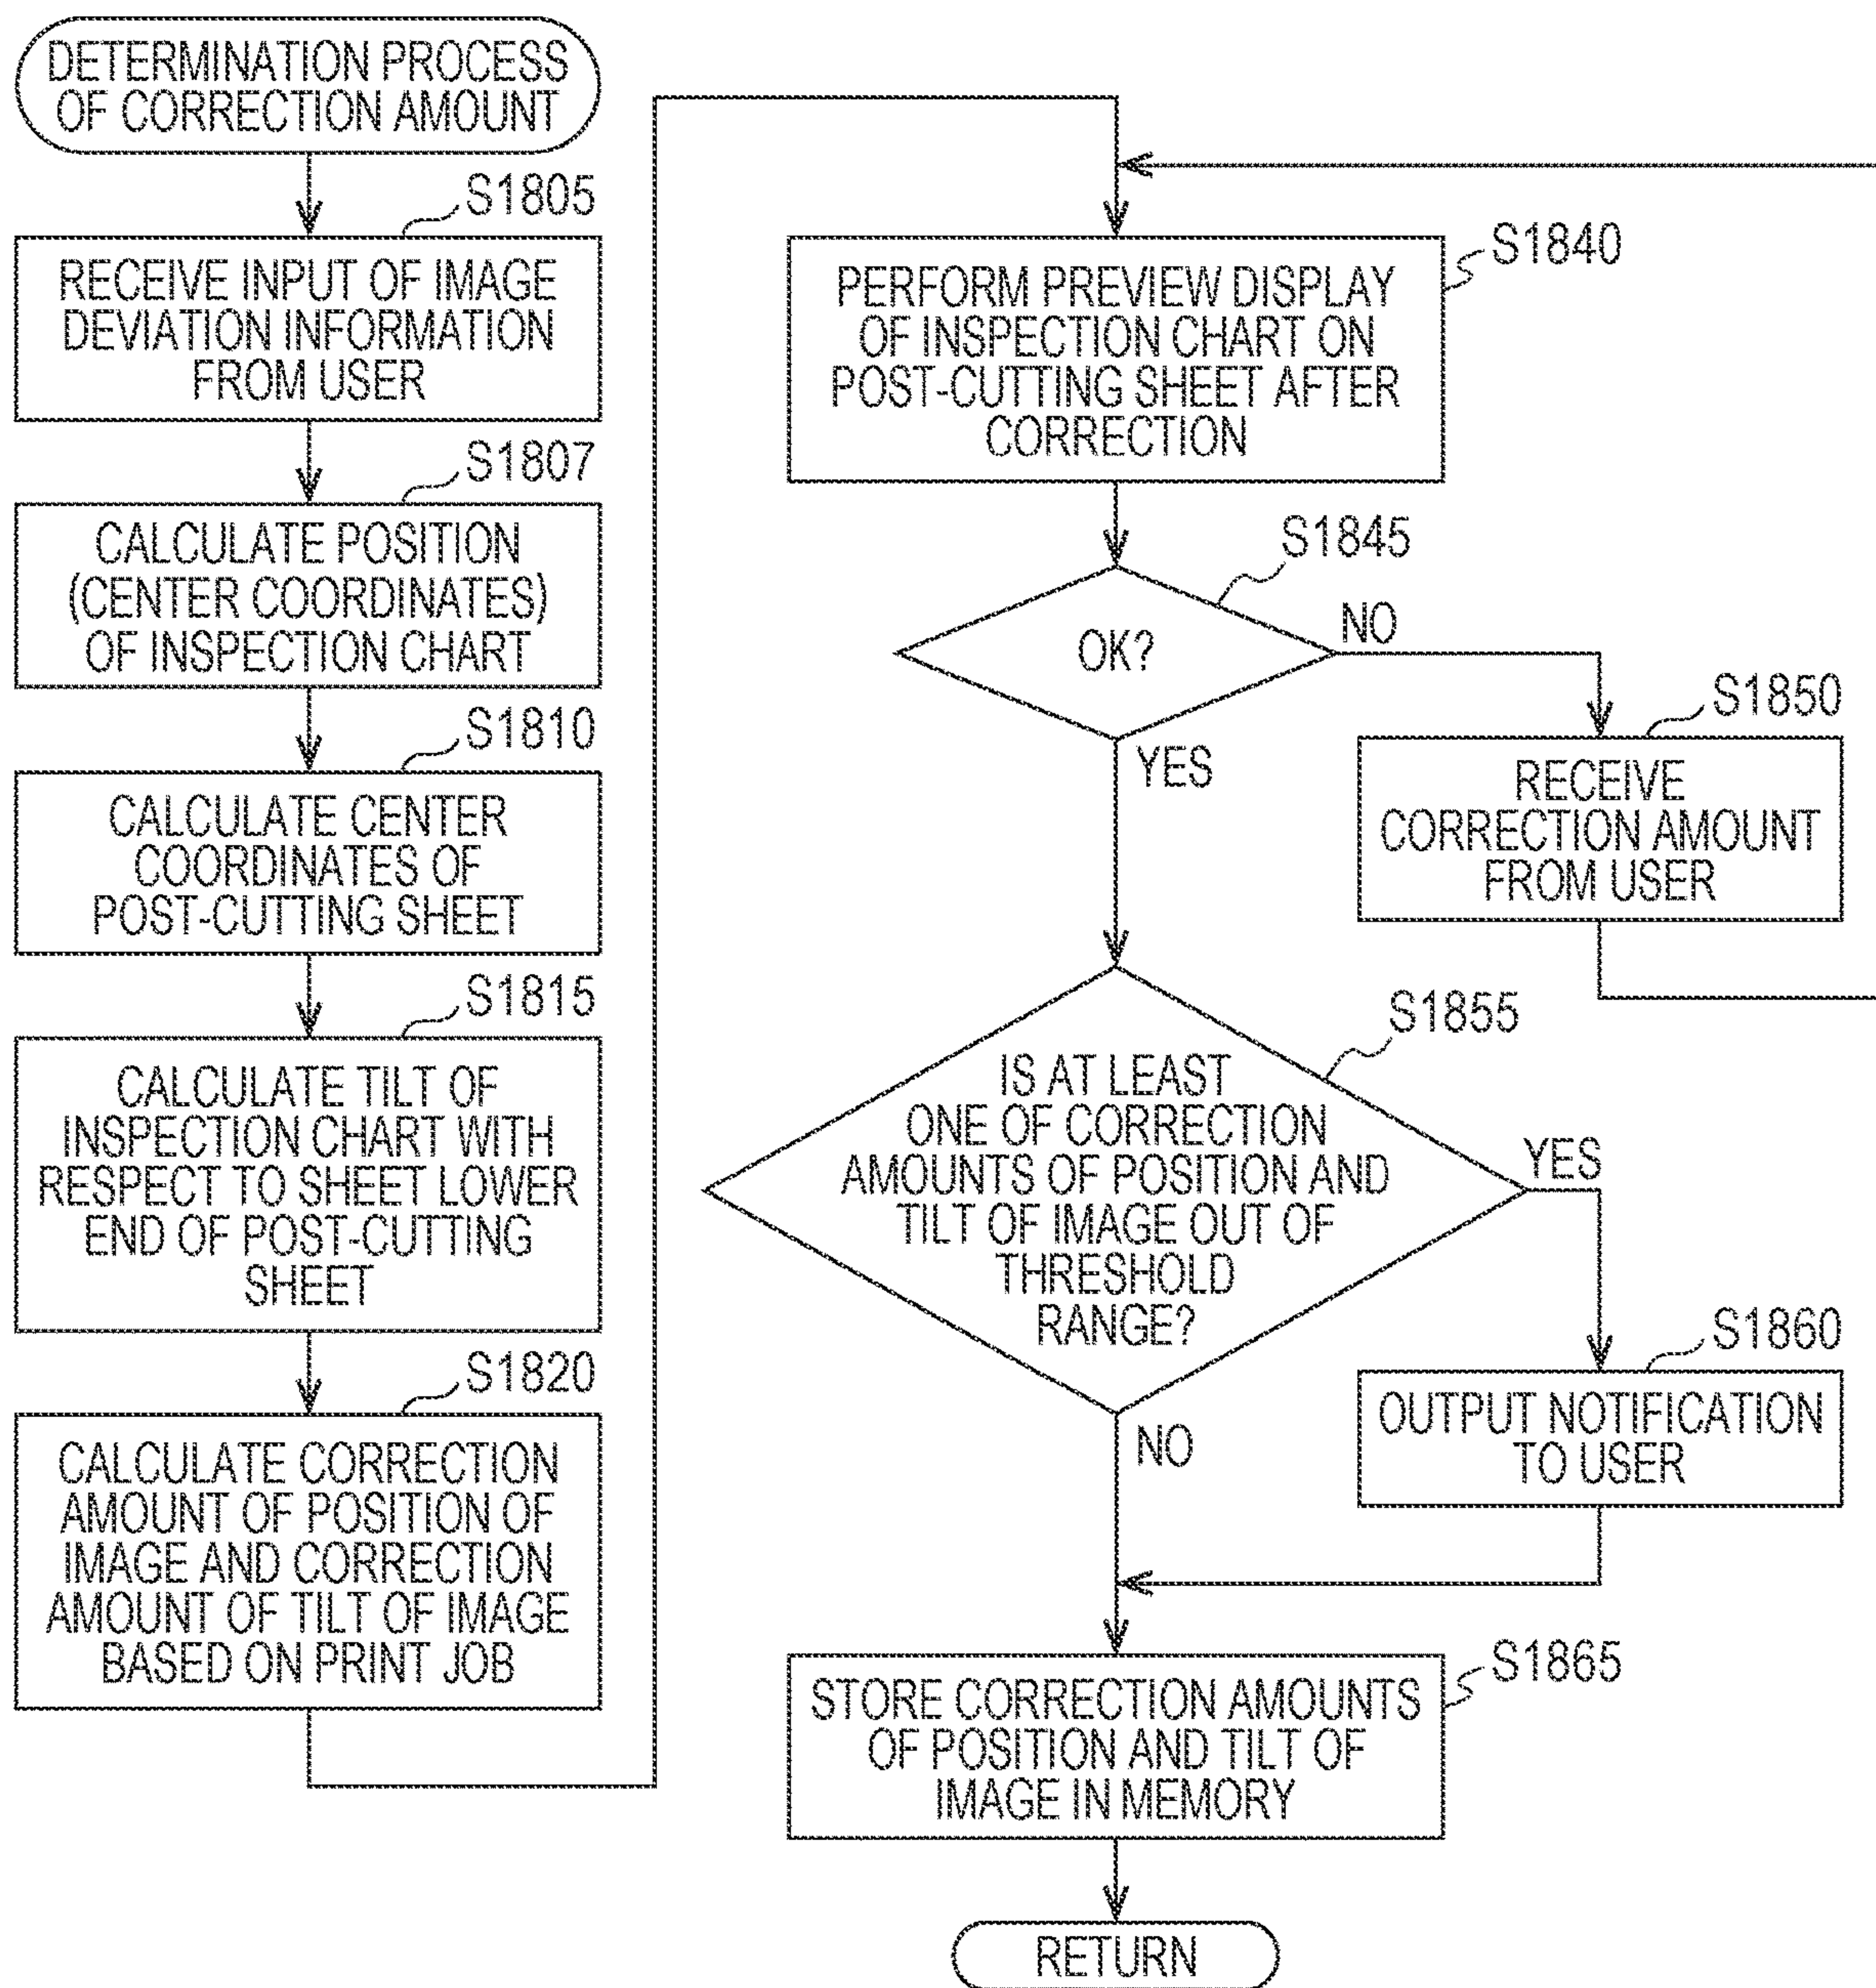 DETERMINATION PROCESS
OF CORRECTION AMOUNT
S1805
RECEIVE INPUT OF IMAGE
DEVIATION INFORMATION
FROM USER
S1807
CALCULATE POSITION
(CENTER COORDINATES)
OF INSPECTION CHART
S1810
CALCULATE CENTER
COORDINATES OF
POST-CUTTING SHEET
S1815
CALCULATE TILT OF
INSPECTION CHART WITH
RESPECT TO SHEET LOWER
END OF POST-CUTTING
SHEET
S1820
CALCULATE CORRECTION
AMOUNT OF POSITION OF
IMAGE AND CORRECTION
AMOUNT OF TILT OF IMAGE
BASED ON PRINT JOB
S1840
PERFORM PREVIEW DISPLAY
OF INSPECTION CHART ON
POST-CUTTING SHEET AFTER
CORRECTION
S1845
OK?
NO
YES
S1850
RECEIVE
CORRECTION AMOUNT
FROM USER
S1855
IS AT LEAST
ONE OF CORRECTION
AMOUNTS OF POSITION AND
TILT OF IMAGE OUT OF
THRESHOLD
RANGE?
YES
NO
S1860
OUTPUT NOTIFICATION
TO USER
S1865
STORE CORRECTION AMOUNTS
OF POSITION AND TILT OF
IMAGE IN MEMORY
RETURN